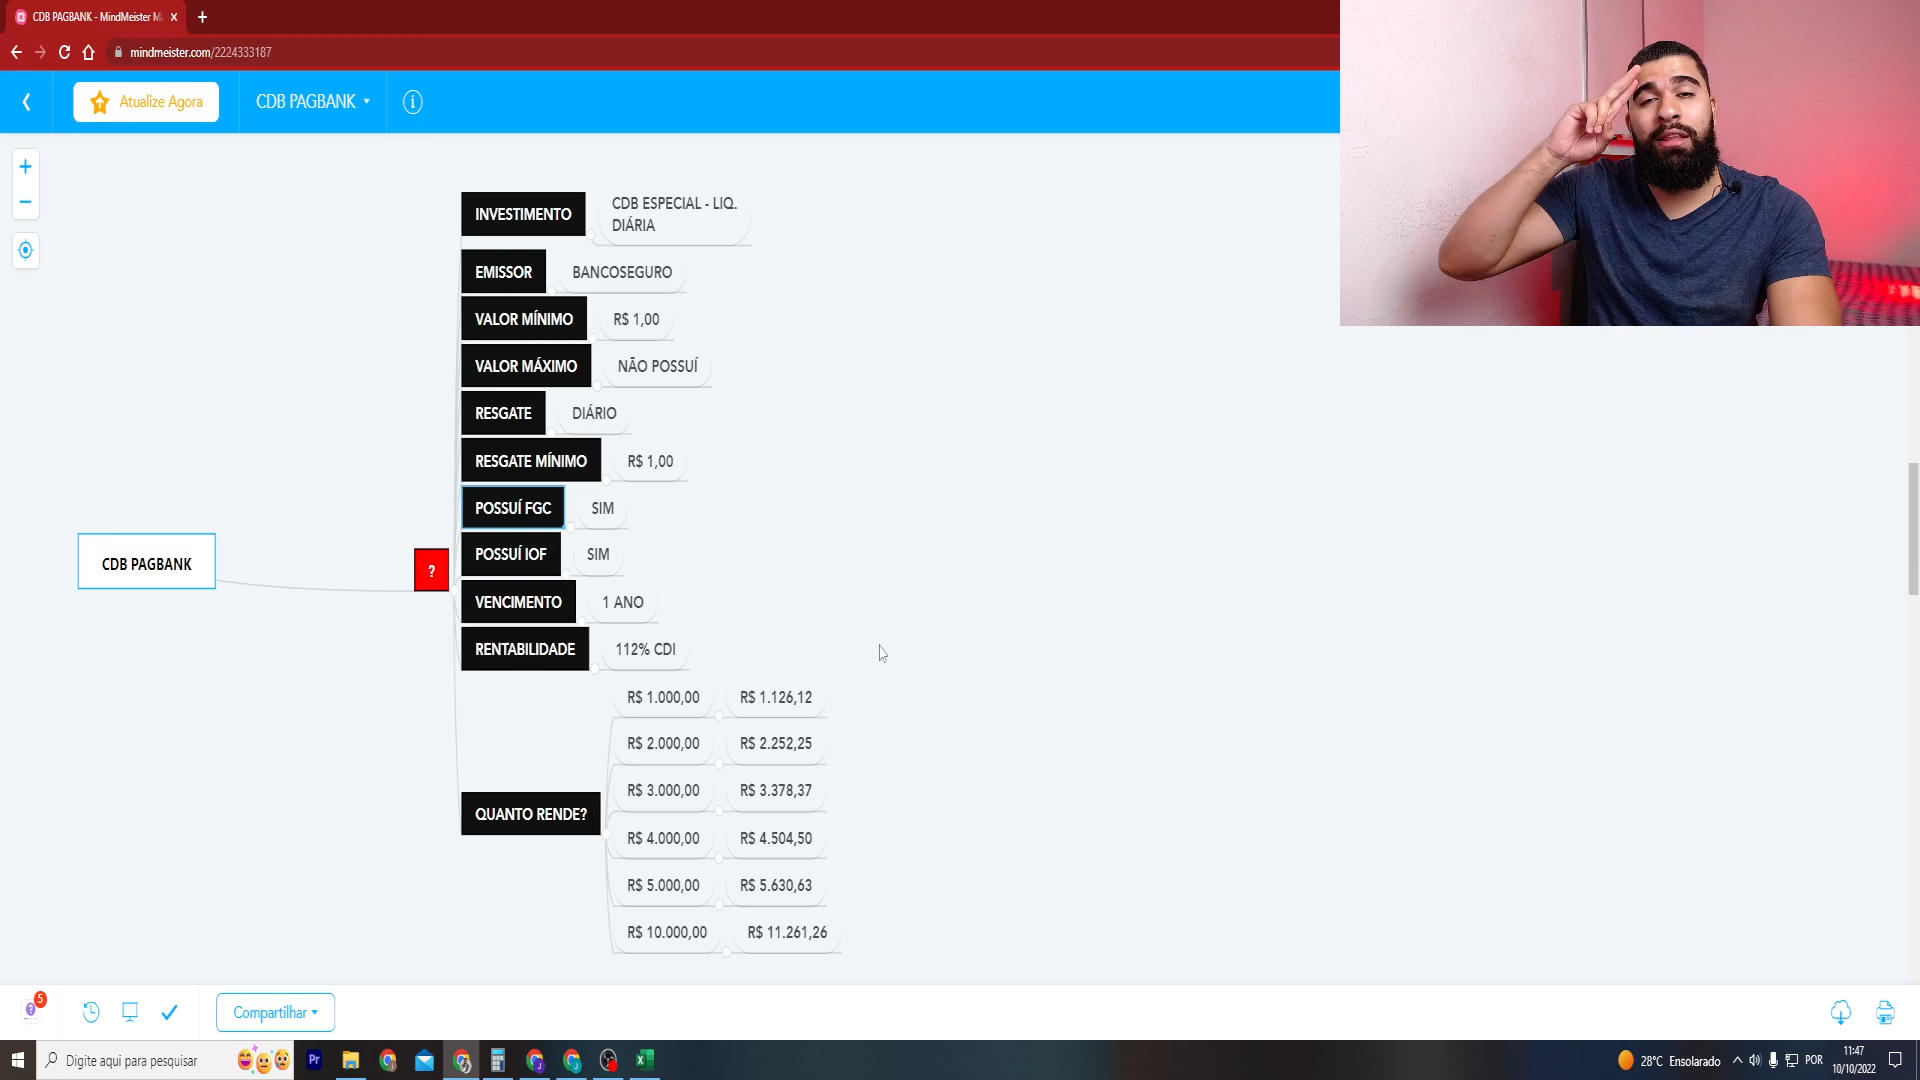 CDB PAGBANK - MindMeister M
mindmeister.com/2224333187
Atualize Agora
CDB PAGBANK
INVESTIMENTO
CDB ESPECIAL - LIQ.
DIÁRIA
EMISSOR
BANCOSEGURO
VALOR MÍNIMO
R$ 1,00
VALOR MÁXIMO
NÃO POSSUÍ
RESGATE
DIÁRIO
RESGATE MÍNIMO
R$ 1,00
POSSUÍ FGC
SIM
CDB PAGBANK
?
POSSUÍ IOF
SIM
VENCIMENTO
1 ANO
RENTABILIDADE
112% CDI
QUANTO RENDE?
R$ 1.000,00
R$ 1.126,12
R$ 2.000,00
R$ 2.252,25
R$ 3.000,00
R$ 3.378,37
R$ 4.000,00
R$ 4.504,50
R$ 5.000,00
R$ 5.630,63
R$ 10.000,00
R$ 11.261,26
5
Compartilhar
Digite aqui para pesquisar
Pr
28°C Ensolarado
POR
11:47
10/10/2022